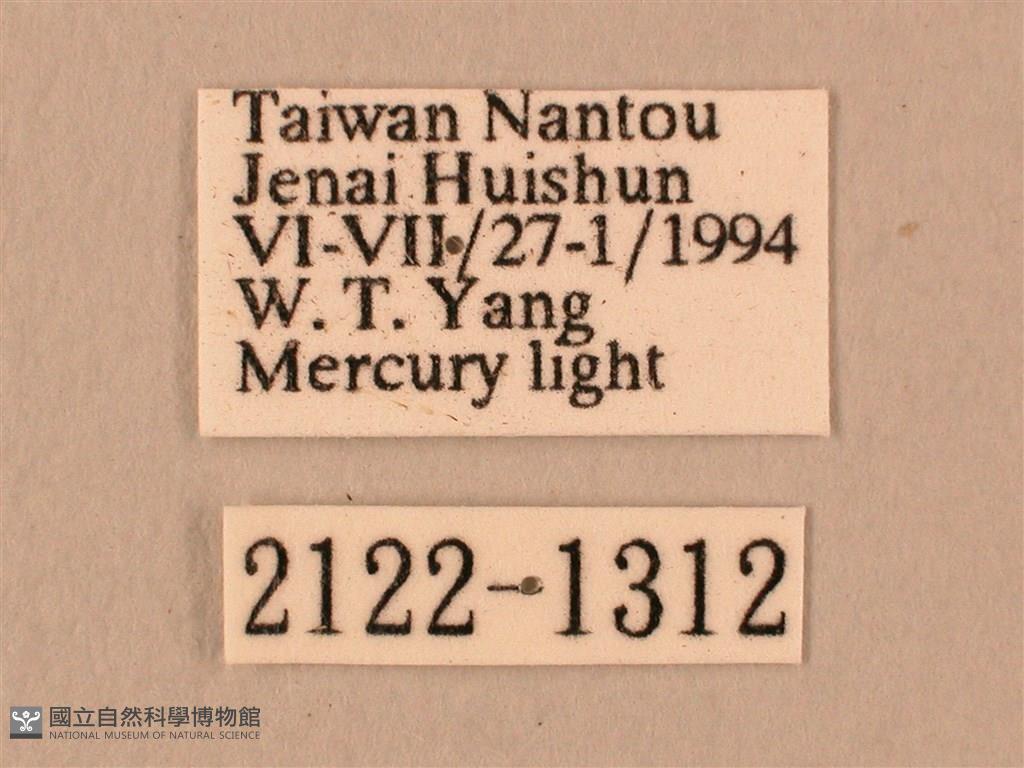 Taiwan Nantou
Jenai Huishun
VI-VII/27-1/1994
W. T. Yang
Mercury light
2122-1312
國立自然科學博物館
NATIONAL MUSEUM OF NATURAL SCIENCE